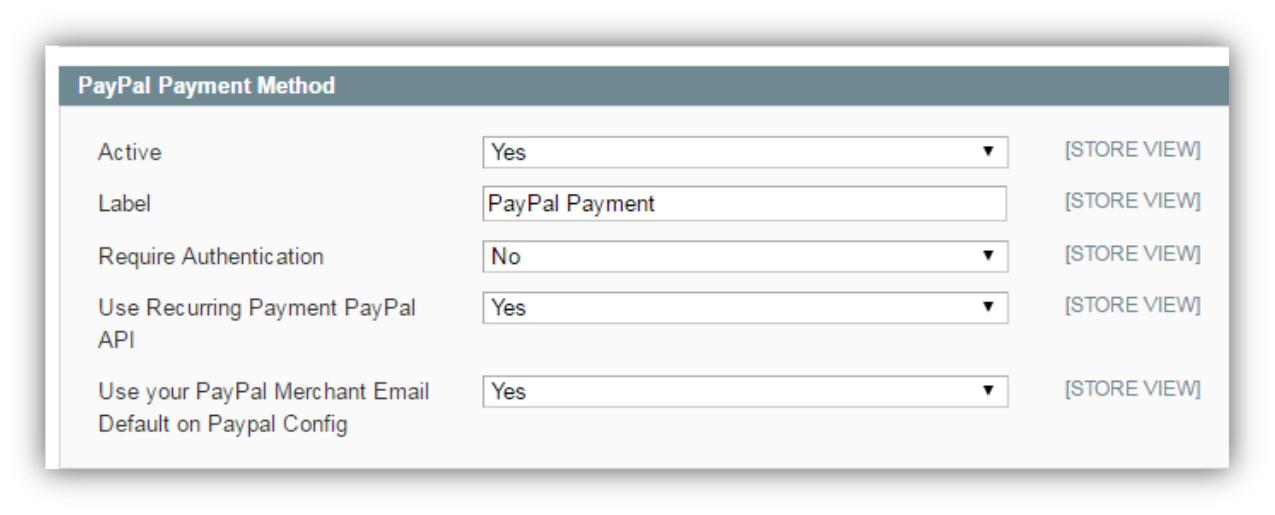 PayPal Payment Method
Active Yes [STORE VIEW]
Label PayPal Payment [STORE VIEW]
Require Authentication No [STORE VIEW]
Use Recurring Payment PayPal Yes [STORE VIEW]
API
Use your PayPal Merchant Email Yes [STORE VIEW]
Default on Paypal Config